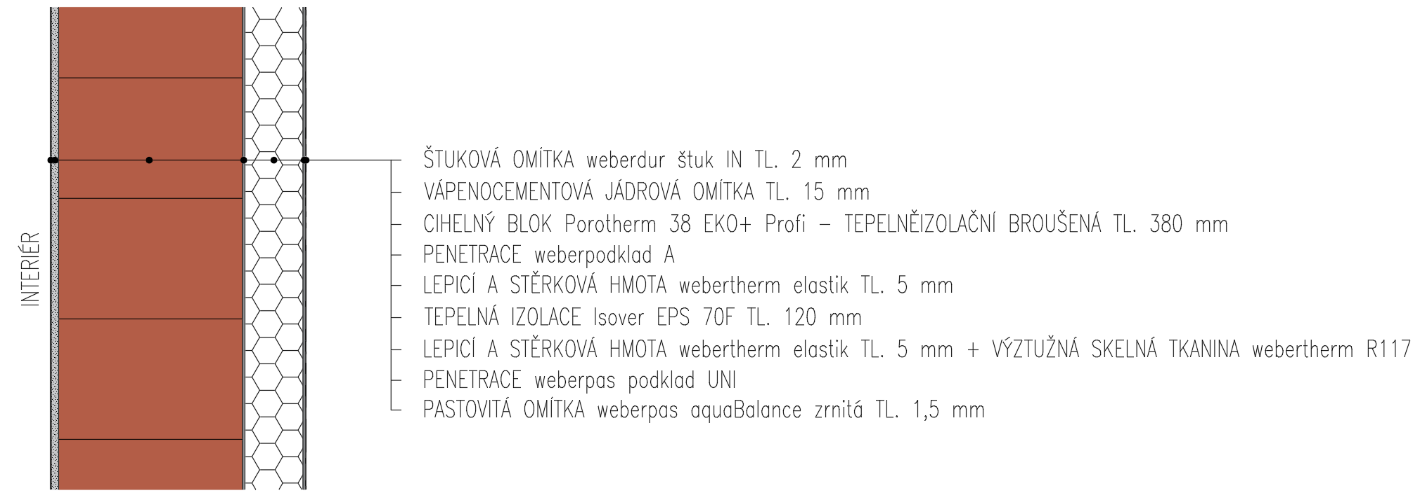 INTERIÉR
ŠTUKOVÁ OMÍTKA weberdur štuk IN TL. 2 mm
VÁPENOCEMENTOVÁ JÁDROVÁ OMÍTKA TL. 15 mm
CIHELNÝ BLOK Porotherm 38 EKO+ Profi – TEPELNĚIZOLAČNÍ BROUŠENÁ TL. 380 mm
PENETRACE weberpodklad A
LEPICÍ A STĚRKOVÁ HMOTA webertherm elastik TL. 5 mm
TEPELNÁ IZOLACE Isover EPS 70F TL. 120 mm
LEPICÍ A STĚRKOVÁ HMOTA webertherm elastik TL. 5 mm + VÝZTUŽNÁ SKELNÁ TKANINA webertherm R117
PENETRACE weberpas podklad UNI
PASTOVITÁ OMÍTKA weberpas aquaBalance zrnitá TL. 1,5 mm